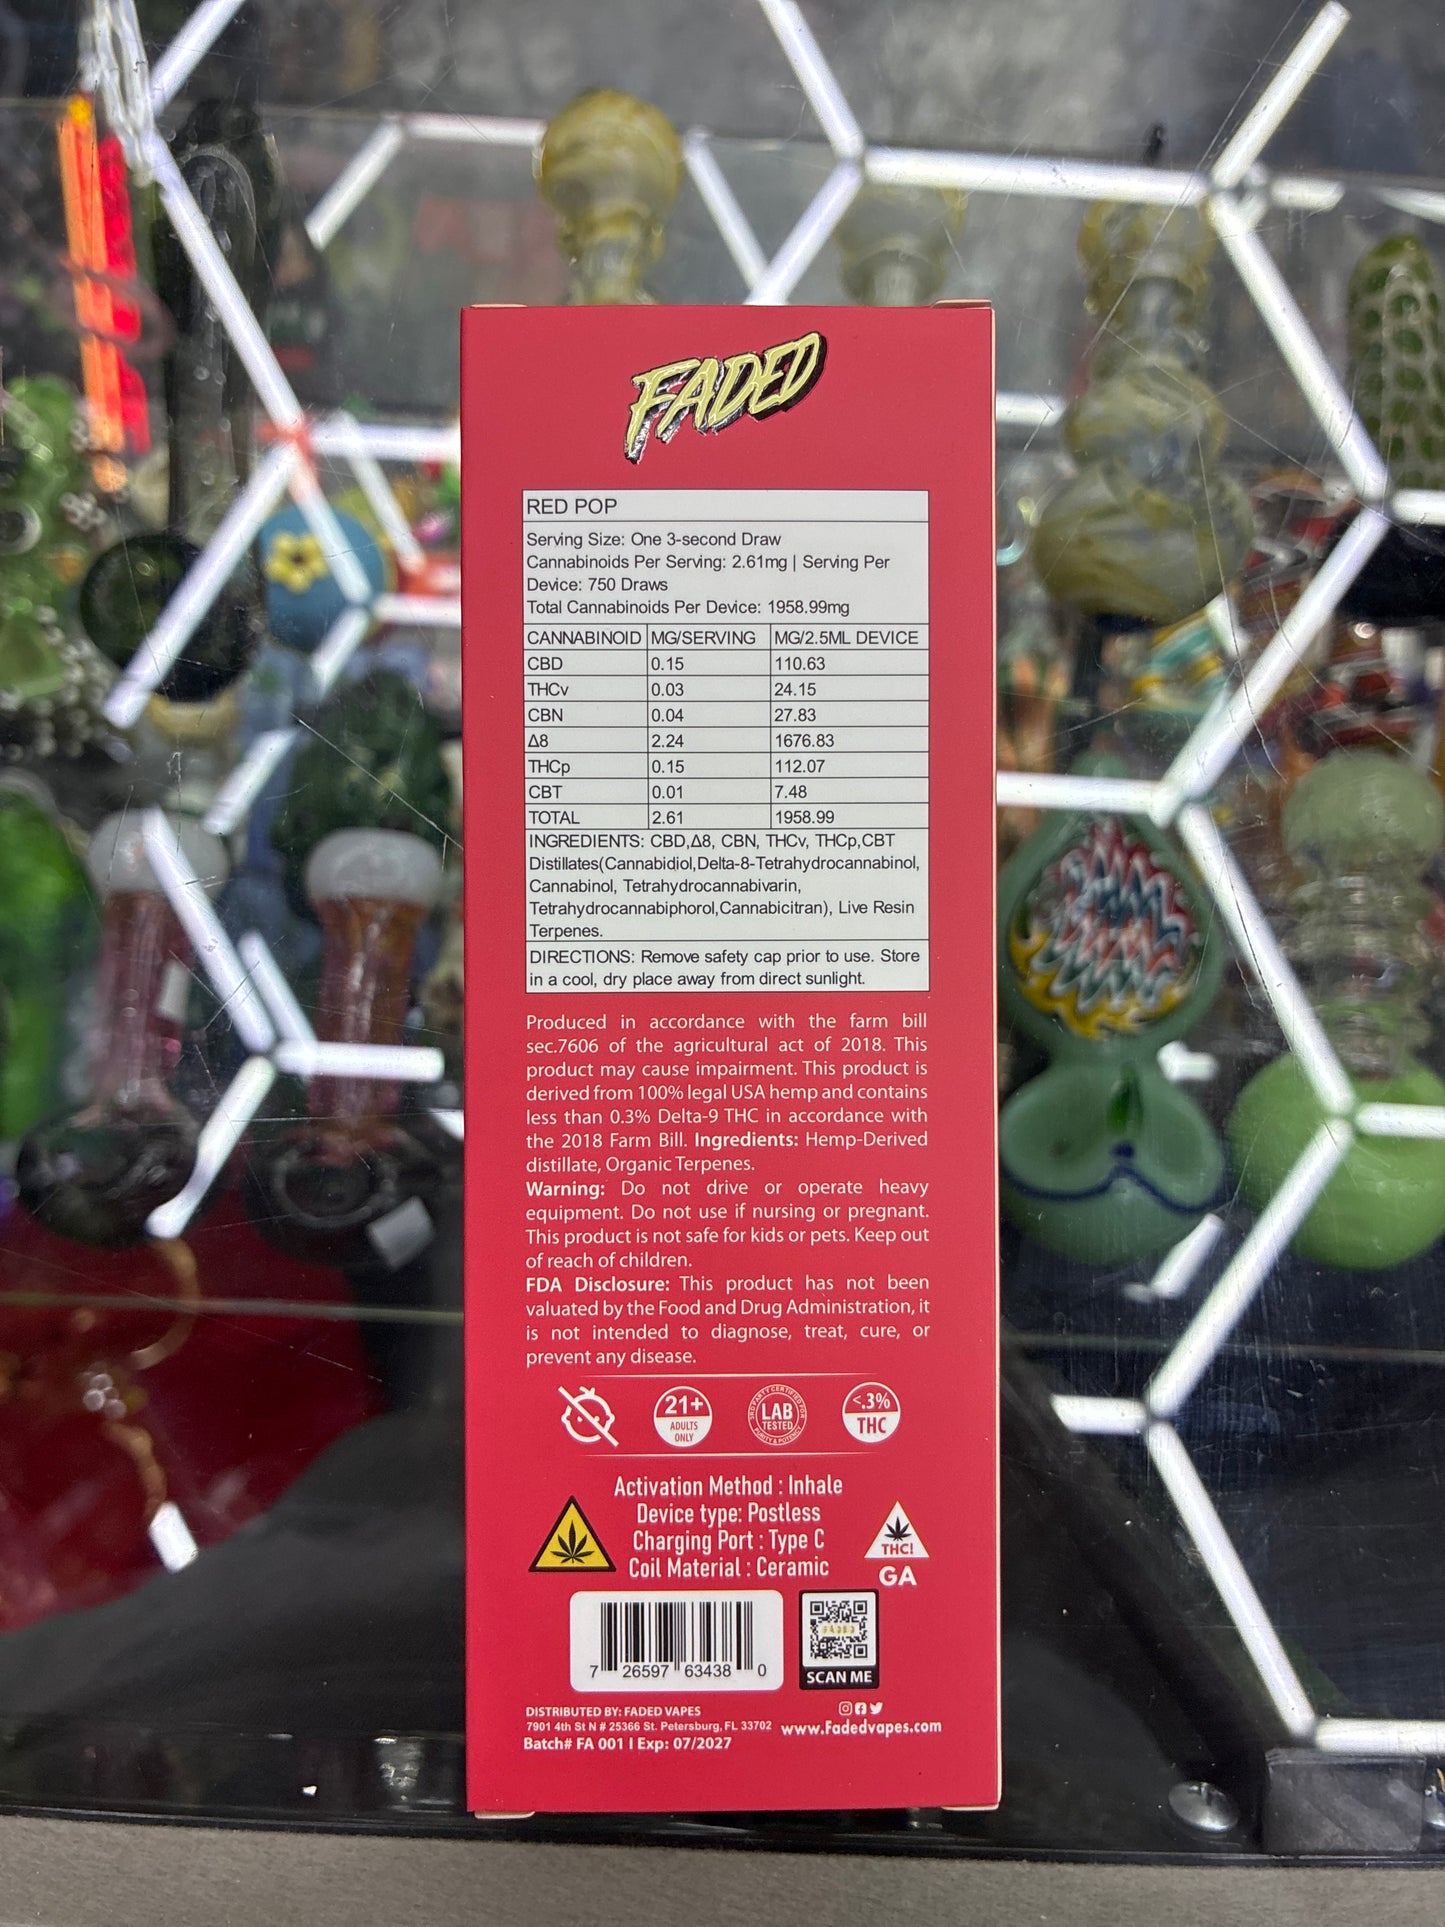 FADED
RED POP
Serving Size: One 3-second Draw
Cannabinoids Per Serving: 2.61mg | Serving Per
Device: 750 Draws
Total Cannabinoids Per Device: 1958.99mg
CANNABINOID MG/SERVING MG/2.5ML DEVICE
CBD 0.15 110.63
THCv 0.03 24.15
CBN 0.04 27.83
Δ8 2.24 1676.83
THCp 0.15 112.07
CBT 0.01 7.48
TOTAL 2.61 1958.99
INGREDIENTS: CBD,Δ8, CBN, THCv, THCp,CBT
Distillates(Cannabidiol,Delta-8-Tetrahydrocannabinol,
Cannabinol, Tetrahydrocannabivarin,
Tetrahydrocannabiphorol,Cannabicitran), Live Resin
Terpenes.
DIRECTIONS: Remove safety cap prior to use. Store
in a cool, dry place away from direct sunlight.
Produced in accordance with the farm bill
sec.7606 of the agricultural act of 2018. This
product may cause impairment. This product is
derived from 100% legal USA hemp and contains
less than 0.3% Delta-9 THC in accordance with
the 2018 Farm Bill. Ingredients: Hemp-Derived
distillate, Organic Terpenes.
Warning: Do not drive or operate heavy
equipment. Do not use if nursing or pregnant.
This product is not safe for kids or pets. Keep out
of reach of children.
FDA Disclosure: This product has not been
valuated by the Food and Drug Administration, it
is not intended to diagnose, treat, cure, or
prevent any disease.
21+
ADULTS
ONLY
3RD PARTY CERTIFIED FOR
LAB
TESTED
PURITY & POTENCY
<.3%
THC
Activation Method : Inhale
Device type: Postless
Charging Port : Type C
Coil Material : Ceramic
THC!
GA
7 26597 63438 0
FADED
SCAN ME
DISTRIBUTED BY: FADED VAPES
7901 4th St N # 25366 St. Petersburg, FL 33702
www.Fadedvapes.com
Batch# FA 001 I Exp: 07/2027